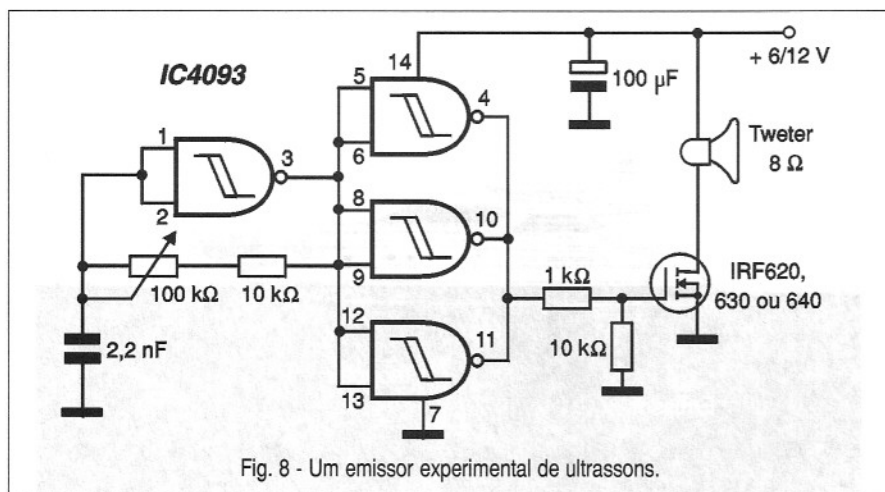 IC4093
14
+ 6/12 V
100 µF
5
4
6
1
3
2
Tweter
8 Ω
8
10
9
100 kΩ
10 kΩ
1 kΩ
IRF620,
630 ou 640
12
11
10 kΩ
2,2 nF
13
7
Fig. 8 - Um emissor experimental de ultrassons.